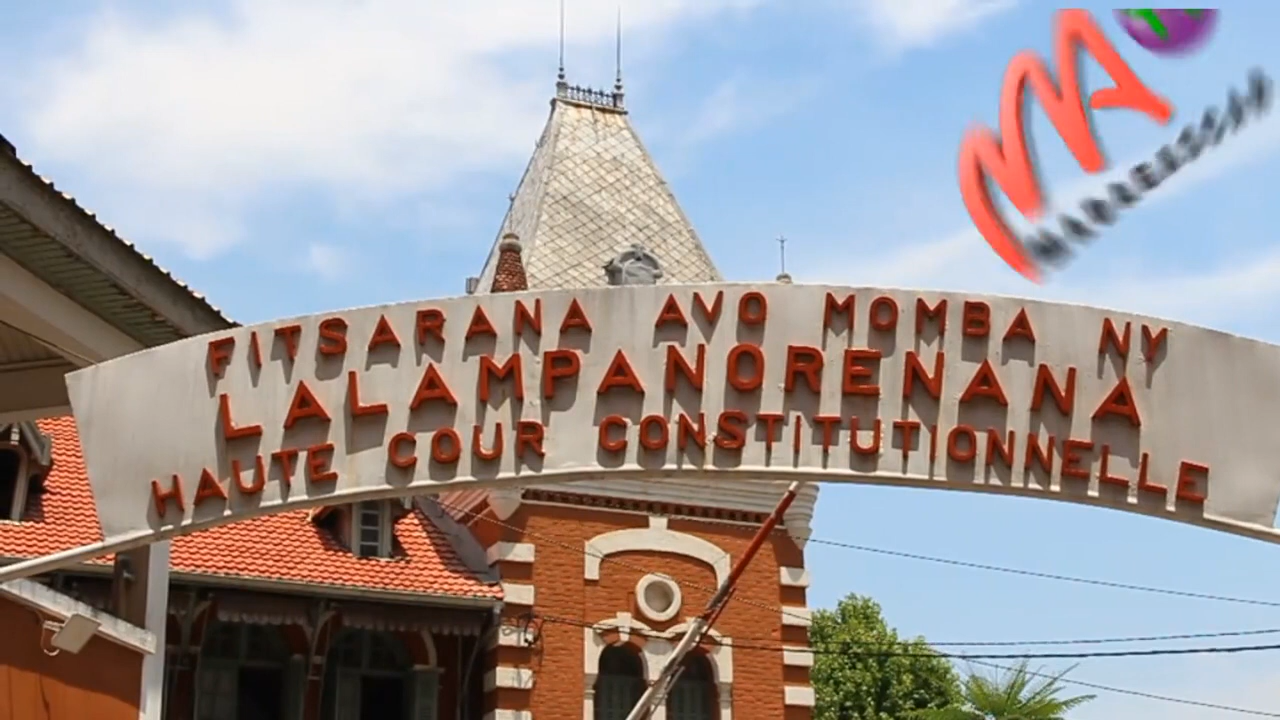 FITSARANA AVO MOMBA NY
LALAMPANORENANA
HAUTE COUR CONSTITUTIONNELLE